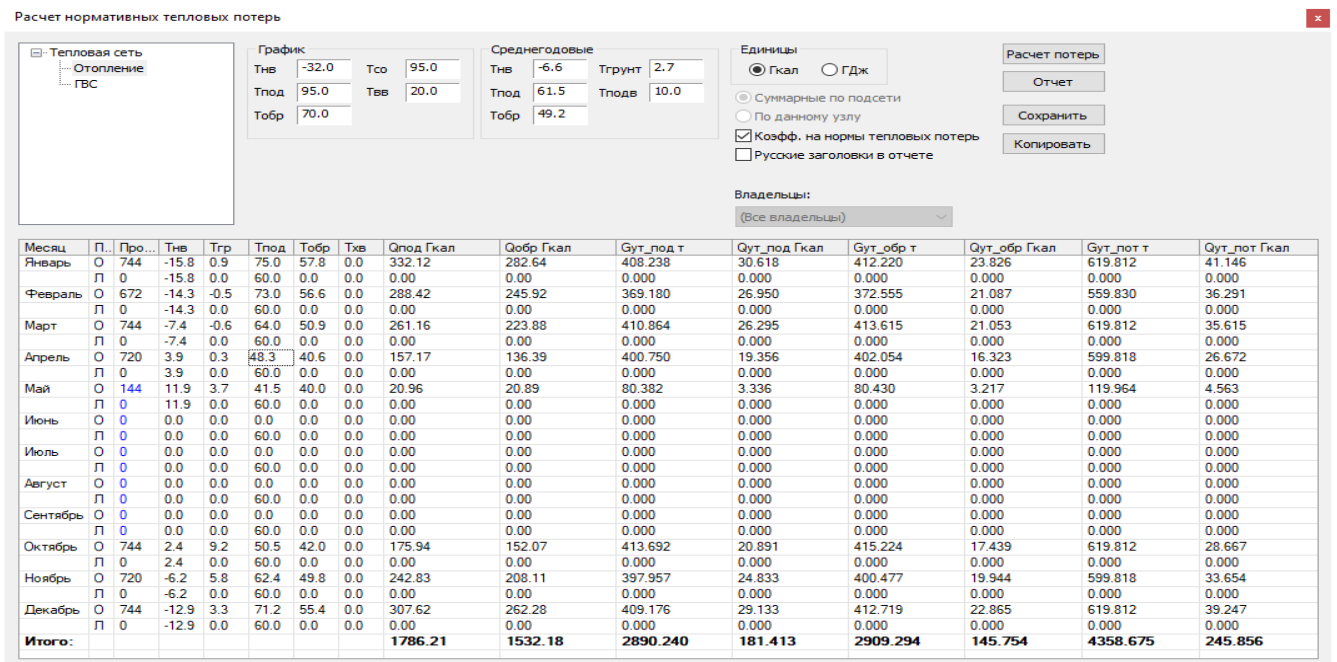 Расчет нормативных тепловых потерь
x
Тепловая сеть
Отопление
ГВС
График
Тнв -32.0 Тсо 95.0
Тпод 95.0 Твв 20.0
Тобр 70.0
Среднегодовые
Тнв -6.6 Тгрунт 2.7
Тпод 61.5 Тподв 10.0
Тобр 49.2
Единицы
Гкал ГДж
Суммарные по подсети
По данному узлу
Коэфф. на нормы тепловых потерь
Русские заголовки в отчете
Владельцы:
(Все владельцы)
Расчет потерь
Отчет
Сохранить
Копировать
Месяц П.. Про... Тнв Тгр Тпод Тобр Тхв Qпод Гкал Qобр Гкал Gут_под т Qут_под Гкал Gут_обр т Qут_обр Гкал Gут_пот т Qут_пот Гкал
Январь О 744 -15.8 0.9 75.0 57.8 0.0 332.12 282.64 408.238 30.618 412.220 23.826 619.812 41.146
П 0 -15.8 0.0 60.0 0.0 0.0 0.00 0.00 0.000 0.000 0.000 0.000 0.000 0.000
Февраль О 672 -14.3 -0.5 73.0 56.6 0.0 288.42 245.92 369.180 26.950 372.555 21.087 559.830 36.291
П 0 -14.3 0.0 60.0 0.0 0.0 0.00 0.00 0.000 0.000 0.000 0.000 0.000 0.000
Март О 744 -7.4 -0.6 64.0 50.9 0.0 261.16 223.88 410.864 26.295 413.615 21.053 619.812 35.615
П 0 -7.4 0.0 60.0 0.0 0.0 0.00 0.00 0.000 0.000 0.000 0.000 0.000 0.000
Апрель О 720 3.9 0.3 48.3 40.6 0.0 157.17 136.39 400.750 19.356 402.054 16.323 599.818 26.672
П 0 3.9 0.0 60.0 0.0 0.0 0.00 0.00 0.000 0.000 0.000 0.000 0.000 0.000
Май О 144 11.9 3.7 41.5 40.0 0.0 20.96 20.89 80.382 3.336 80.430 3.217 119.964 4.563
П 0 11.9 0.0 60.0 0.0 0.0 0.00 0.00 0.000 0.000 0.000 0.000 0.000 0.000
Июнь О 0 0.0 0.0 0.0 0.0 0.0 0.00 0.00 0.000 0.000 0.000 0.000 0.000 0.000
П 0 0.0 0.0 60.0 0.0 0.0 0.00 0.00 0.000 0.000 0.000 0.000 0.000 0.000
Июль О 0 0.0 0.0 0.0 0.0 0.0 0.00 0.00 0.000 0.000 0.000 0.000 0.000 0.000
П 0 0.0 0.0 60.0 0.0 0.0 0.00 0.00 0.000 0.000 0.000 0.000 0.000 0.000
Август О 0 0.0 0.0 0.0 0.0 0.0 0.00 0.00 0.000 0.000 0.000 0.000 0.000 0.000
П 0 0.0 0.0 60.0 0.0 0.0 0.00 0.00 0.000 0.000 0.000 0.000 0.000 0.000
Сентябрь О 0 0.0 0.0 0.0 0.0 0.0 0.00 0.00 0.000 0.000 0.000 0.000 0.000 0.000
П 0 0.0 0.0 60.0 0.0 0.0 0.00 0.00 0.000 0.000 0.000 0.000 0.000 0.000
Октябрь О 744 2.4 9.2 50.5 42.0 0.0 175.94 152.07 413.692 20.891 415.224 17.439 619.812 28.667
П 0 2.4 0.0 60.0 0.0 0.0 0.00 0.00 0.000 0.000 0.000 0.000 0.000 0.000
Ноябрь О 720 -6.2 5.8 62.4 49.8 0.0 242.83 208.11 397.957 24.833 400.477 19.944 599.818 33.654
П 0 -6.2 0.0 60.0 0.0 0.0 0.00 0.00 0.000 0.000 0.000 0.000 0.000 0.000
Декабрь О 744 -12.9 3.3 71.2 55.4 0.0 307.62 262.28 409.176 29.133 412.719 22.865 619.812 39.247
П 0 -12.9 0.0 60.0 0.0 0.0 0.00 0.00 0.000 0.000 0.000 0.000 0.000 0.000
Итого: 1786.21 1532.18 2890.240 181.413 2909.294 145.754 4358.675 245.856